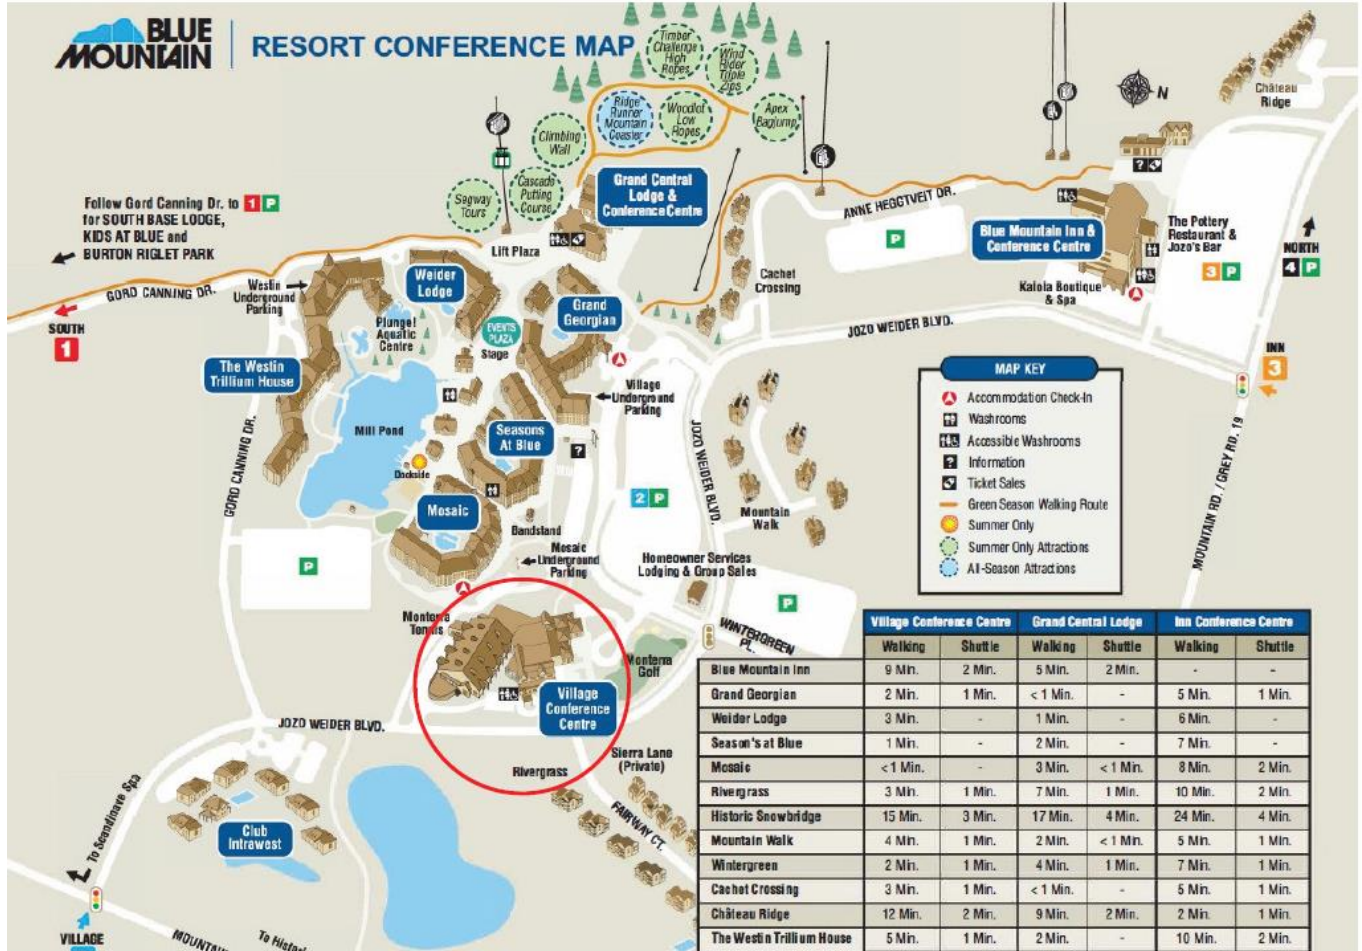 BLUE
MOUNTAIN
RESORT CONFERENCE MAP
Timber
Challenge
High
Ropes
Wind
Rider
Triple
Zips
Ridge
Runner
Mountain
Coaster
Woodlot
Low
Ropes
Apex
Bagjump
Climbing
Wall
Cascade
Putting
Course
Segway
Tours
Grand Central
Lodge &
Conference Centre
Lift Plaza
N
Château
Ridge
Follow Gord Canning Dr. to 1 P
for SOUTH BASE LODGE,
KIDS AT BLUE and
BURTON RIGLET PARK
GORD CANNING DR.
SOUTH
1
Westin
Underground
Parking
Weider
Lodge
Plunge!
Aquatic
Centre
EVENTS
PLAZA
Stage
Grand
Georgian
Cachet
Crossing
ANNE HEGGTVEIT DR.
P
Blue Mountain Inn &
Conference Centre
?
The Pottery
Restaurant &
Jozo's Bar
3 P
NORTH
4 P
Kaloia Boutique
& Spa
JOZO WEIDER BLVD.
INN
3
The Westin
Trillium House
Village
Underground
Parking
Mill Pond
Seasons
At Blue
?
Dockside
Mosaic
GORD CANNING DR.
2 P
JOZO WEIDER BLVD.
Mountain
Walk
MOUNTAIN RD. / GREY RD. 19
Bandstand
Mosaic
Underground
Parking
Homeowner Services
Lodging & Group Sales
P
P
WINTERGREEN
PL.
Monterra
Tennis
Monterra
Golf
Village
Conference
Centre
JOZO WEIDER BLVD.
Rivergrass
Sierra Lane
(Private)
FAIRWAY CT.
Club
Intrawest
To Scandinave Spa
VILLAGE
To Histori
MAP KEY
Accommodation Check-In
Washrooms
Accessible Washrooms
? Information
Ticket Sales
Green Season Walking Route
Summer Only
Summer Only Attractions
All-Season Attractions
Village Conference Centre Grand Central Lodge Inn Conference Centre
Walking Shuttle Walking Shuttle Walking Shuttle
Blue Mountain Inn 9 Min. 2 Min. 5 Min. 2 Min. - -
Grand Georgian 2 Min. 1 Min. < 1 Min. - 5 Min. 1 Min.
Weider Lodge 3 Min. - 1 Min. - 6 Min. -
Season's at Blue 1 Min. - 2 Min. - 7 Min. -
Mosaic < 1 Min. - 3 Min. < 1 Min. 8 Min. 2 Min.
Rivergrass 3 Min. 1 Min. 7 Min. 1 Min. 10 Min. 2 Min.
Historic Snowbridge 15 Min. 3 Min. 17 Min. 4 Min. 24 Min. 4 Min.
Mountain Walk 4 Min. 1 Min. 2 Min. < 1 Min. 5 Min. 1 Min.
Wintergreen 2 Min. 1 Min. 4 Min. 1 Min. 7 Min. 1 Min.
Cachet Crossing 3 Min. 1 Min. < 1 Min. - 5 Min. 1 Min.
Château Ridge 12 Min. 2 Min. 9 Min. 2 Min. 2 Min. 1 Min.
The Westin Trillium House 5 Min. 1 Min. 2 Min. - 10 Min. 2 Min.